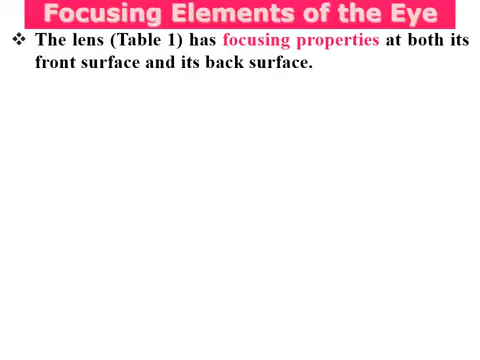 Focusing Elements of the Eye
❖ The lens (Table 1) has focusing properties at both its
front surface and its back surface.